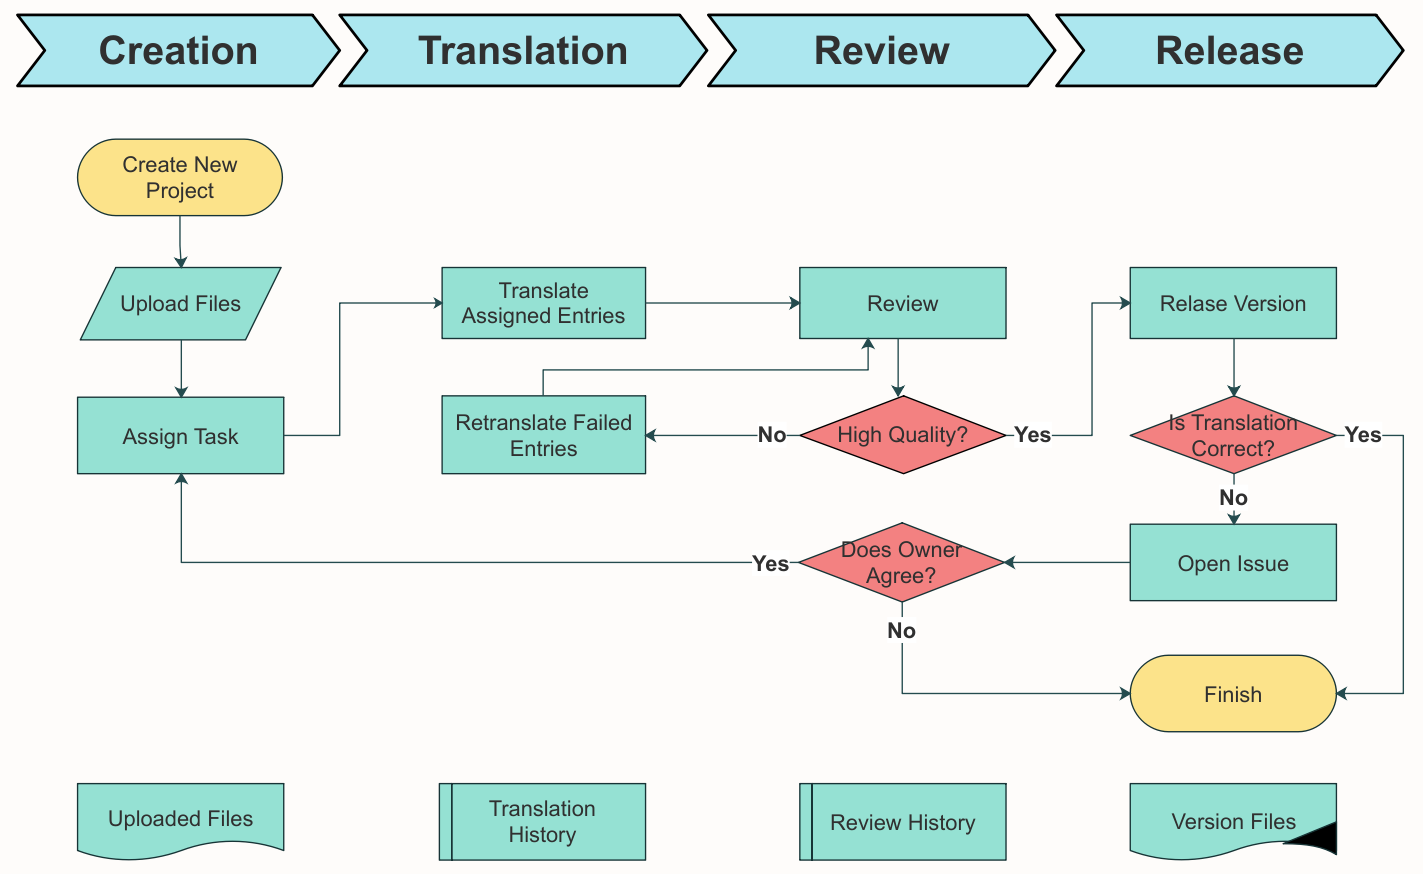 Creation
Translation
Review
Release
Create New
Project
Upload Files
Translate
Assigned Entries
Review
Relase Version
Assign Task
Retranslate Failed
Entries
No
High Quality?
Yes
Is Translation
Correct?
Yes
No
Yes
Does Owner
Agree?
Open Issue
No
Finish
Uploaded Files
Translation
History
Review History
Version Files